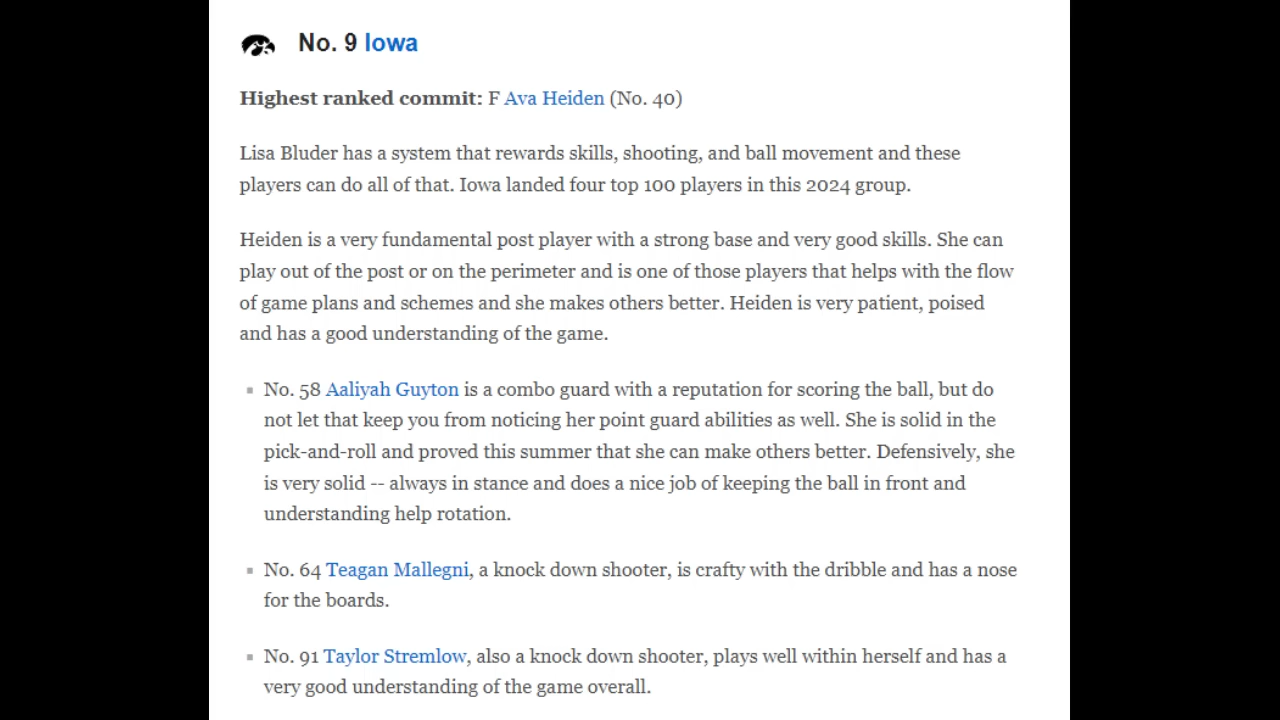 No. 9 Iowa
Highest ranked commit: F Ava Heiden (No. 40)
Lisa Bluder has a system that rewards skills, shooting, and ball movement and these
players can do all of that. Iowa landed four top 100 players in this 2024 group.
Heiden is a very fundamental post player with a strong base and very good skills. She can
play out of the post or on the perimeter and is one of those players that helps with the flow
of game plans and schemes and she makes others better. Heiden is very patient, poised
and has a good understanding of the game.
▪ No. 58 Aaliyah Guyton is a combo guard with a reputation for scoring the ball, but do
not let that keep you from noticing her point guard abilities as well. She is solid in the
pick-and-roll and proved this summer that she can make others better. Defensively, she
is very solid -- always in stance and does a nice job of keeping the ball in front and
understanding help rotation.
▪ No. 64 Teagan Mallegni, a knock down shooter, is crafty with the dribble and has a nose
for the boards.
▪ No. 91 Taylor Stremlow, also a knock down shooter, plays well within herself and has a
very good understanding of the game overall.